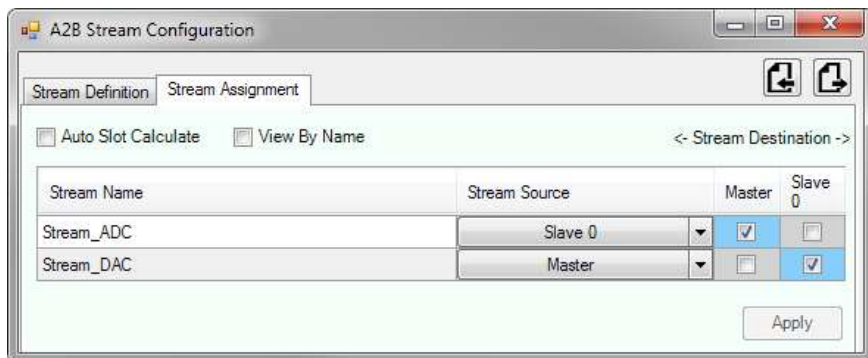 A2B Stream Configuration
Stream Definition Stream Assignment
Auto Slot Calculate View By Name <- Stream Destination ->
Stream Name Stream Source Master Slave 0
Stream_ADC Slave 0
Stream_DAC Master
Apply